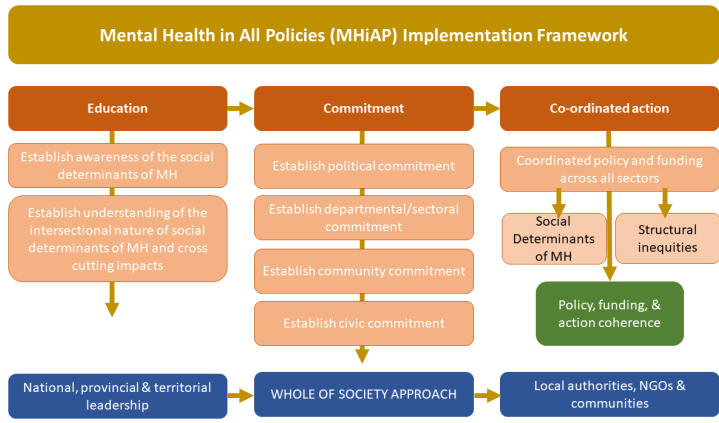 Mental Health in All Policies (MHiAP) Implementation Framework
Education
Commitment
Co-ordinated action
Establish awareness of the social
determinants of MH
Establish understanding of the
intersectional nature of social
determinants of MH and cross
cutting impacts
Establish political commitment
Establish departmental/sectoral
commitment
Establish community commitment
Establish civic commitment
Coordinated policy and funding
across all sectors
Social
Determinants
of MH
Structural
inequities
Policy, funding, &
action coherence
National, provincial & territorial
leadership
WHOLE OF SOCIETY APPROACH
Local authorities, NGOs &
communities